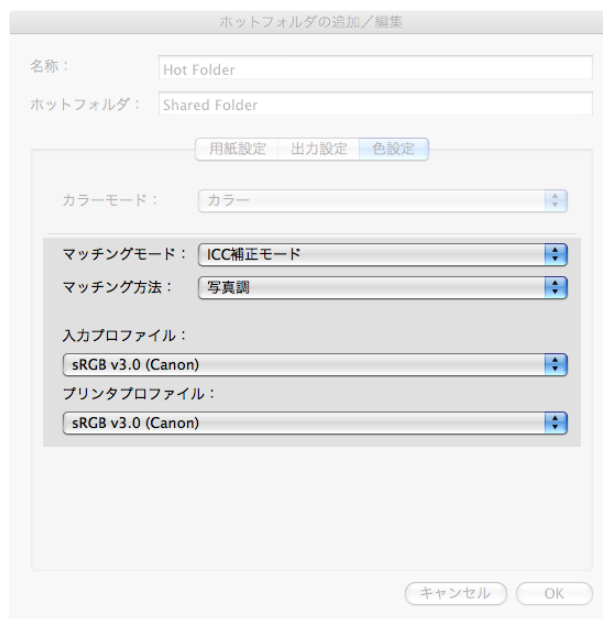 ホットフォルダの追加／編集
名称： Hot Folder
ホットフォルダ： Shared Folder
用紙設定 出力設定 色設定
カラーモード： カラー
マッチングモード： ICC補正モード
マッチング方法： 写真調
入力プロファイル：
sRGB v3.0 (Canon)
プリンタプロファイル：
sRGB v3.0 (Canon)
キャンセル OK